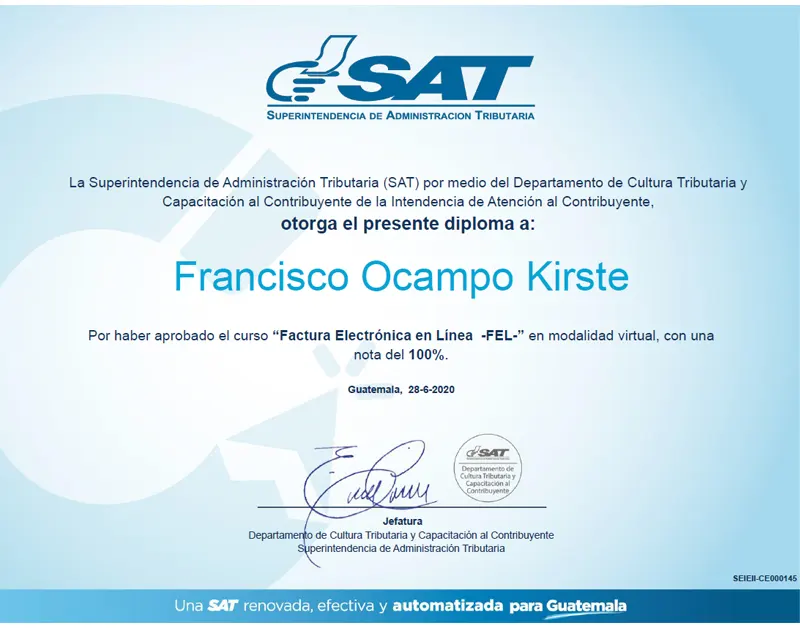 SAT
SUPERINTENDENCIA DE ADMINISTRACION TRIBUTARIA
La Superintendencia de Administración Tributaria (SAT) por medio del Departamento de Cultura Tributaria y
Capacitación al Contribuyente de la Intendencia de Atención al Contribuyente,
otorga el presente diploma a:
Francisco Ocampo Kirste
Por haber aprobado el curso “Factura Electrónica en Línea -FEL-” en modalidad virtual, con una
nota del 100%.
Guatemala, 28-6-2020
SAT
Departamento de
Cultura Tributaria y
Capacitación al
Contribuyente
Jefatura
Departamento de Cultura Tributaria y Capacitación al Contribuyente
Superintendencia de Administración Tributaria
SEIEII-CE000145
Una SAT renovada, efectiva y automatizada para Guatemala